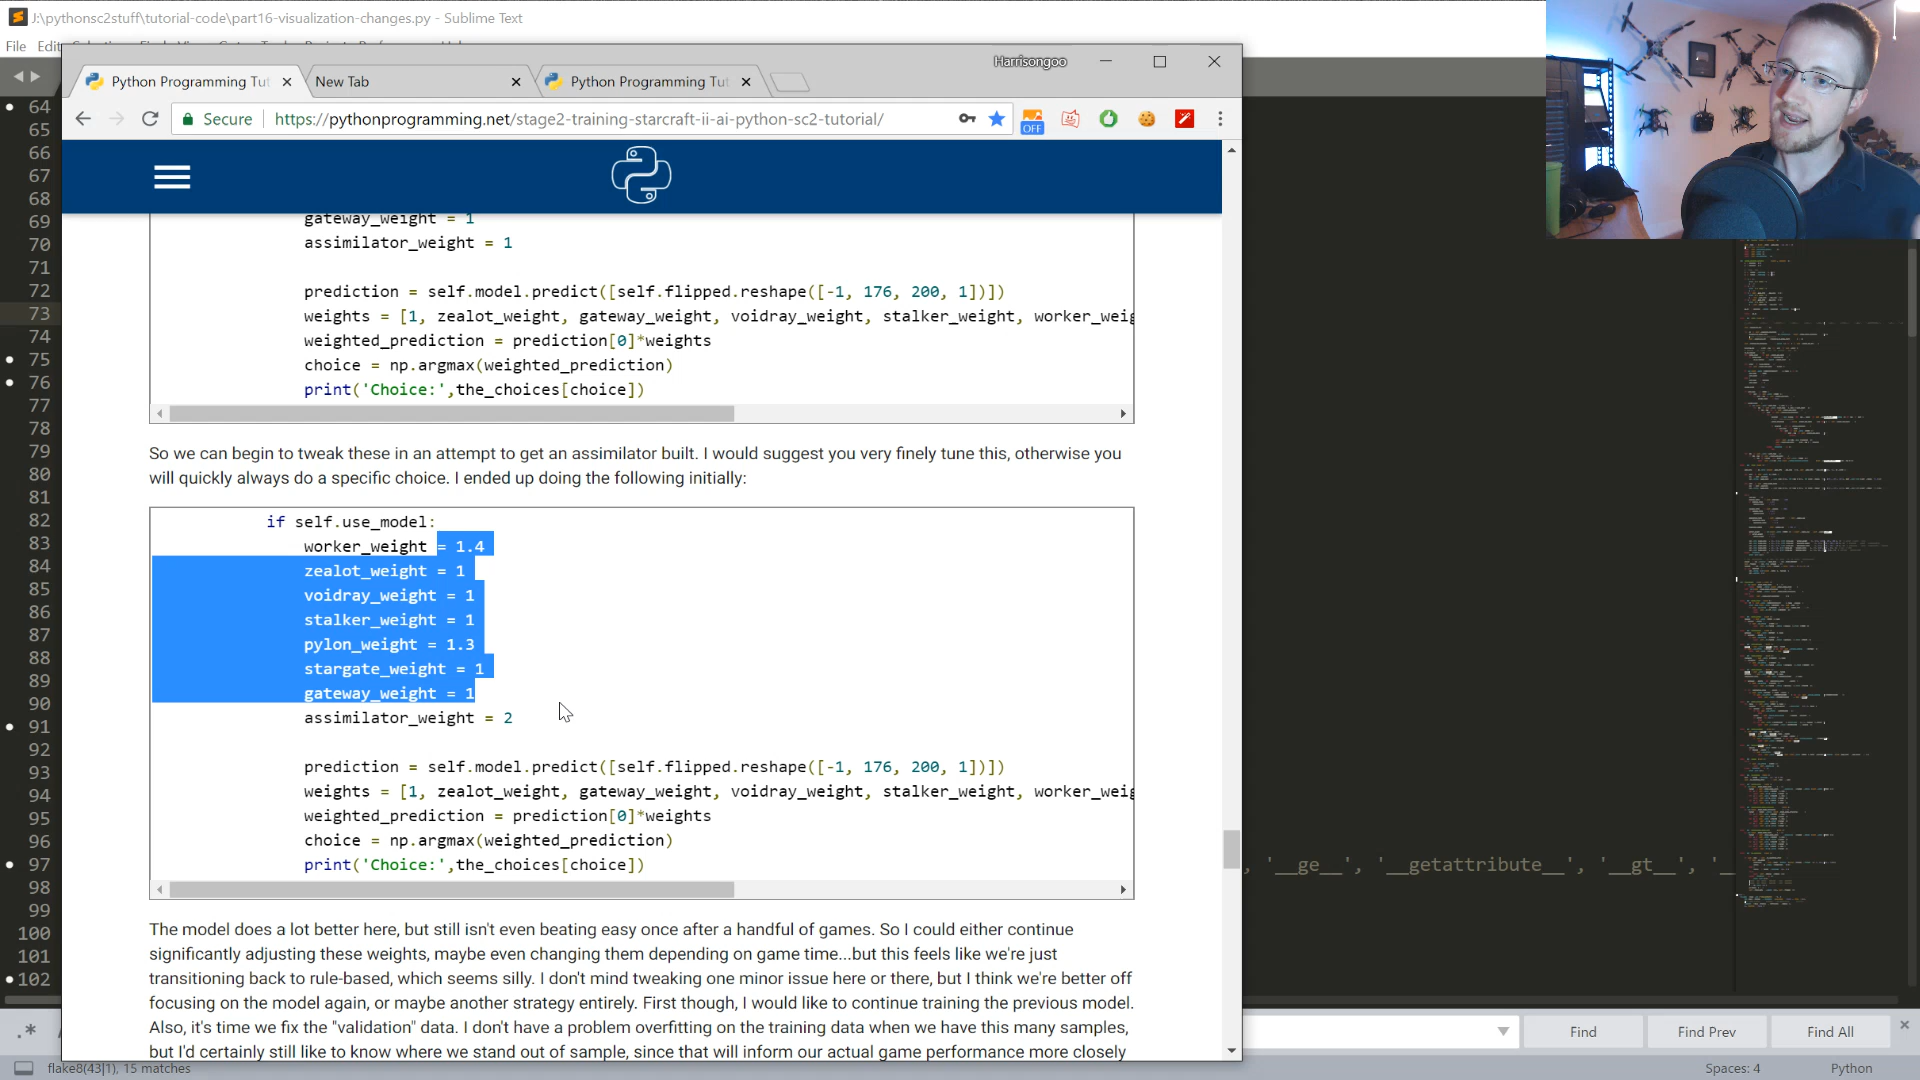 J:\pythonsc2stuff\tutorial-code\part16-visualization-changes.py - Sublime Text
File Edit
Harrisongoo
Python Programming Tut
New Tab
Python Programming Tut
Secure
https://pythonprogramming.net/stage2-training-starcraft-ii-ai-python-sc2-tutorial/
OFF
gateway_weight = 1
assimilator_weight = 1
prediction = self.model.predict([self.flipped.reshape([-1, 176, 200, 1])])
weights = [1, zealot_weight, gateway_weight, voidray_weight, stalker_weight, worker_weig
weighted_prediction = prediction[0]*weights
choice = np.argmax(weighted_prediction)
print('Choice:',the_choices[choice])
So we can begin to tweak these in an attempt to get an assimilator built. I would suggest you very finely tune this, otherwise you
will quickly always do a specific choice. I ended up doing the following initially:
if self.use_model:
worker_weight = 1.4
zealot_weight = 1
voidray_weight = 1
stalker_weight = 1
pylon_weight = 1.3
stargate_weight = 1
gateway_weight = 1
assimilator_weight = 2
prediction = self.model.predict([self.flipped.reshape([-1, 176, 200, 1])])
weights = [1, zealot_weight, gateway_weight, voidray_weight, stalker_weight, worker_weig
weighted_prediction = prediction[0]*weights
choice = np.argmax(weighted_prediction)
print('Choice:',the_choices[choice])
The model does a lot better here, but still isn't even beating easy once after a handful of games. So I could either continue
significantly adjusting these weights, maybe even changing them depending on game time...but this feels like we're just
transitioning back to rule-based, which seems silly. I don't mind tweaking one minor issue here or there, but I think we're better off
focusing on the model again, or maybe another strategy entirely. First though, I would like to continue training the previous model.
Also, it's time we fix the "validation" data. I don't have a problem overfitting on the training data when we have this many samples,
but I'd certainly still like to know where we stand out of sample, since that will inform our actual game performance more closely
64
65
66
67
68
69
70
71
72
73
74
75
76
77
78
79
80
81
82
83
84
85
86
87
88
89
90
91
92
93
94
95
96
97
98
99
100
101
102
, '__ge__', '__getattribute__', '__gt__', '__
.*
Find
Find Prev
Find All
flake8(43|1), 15 matches
Spaces: 4
Python